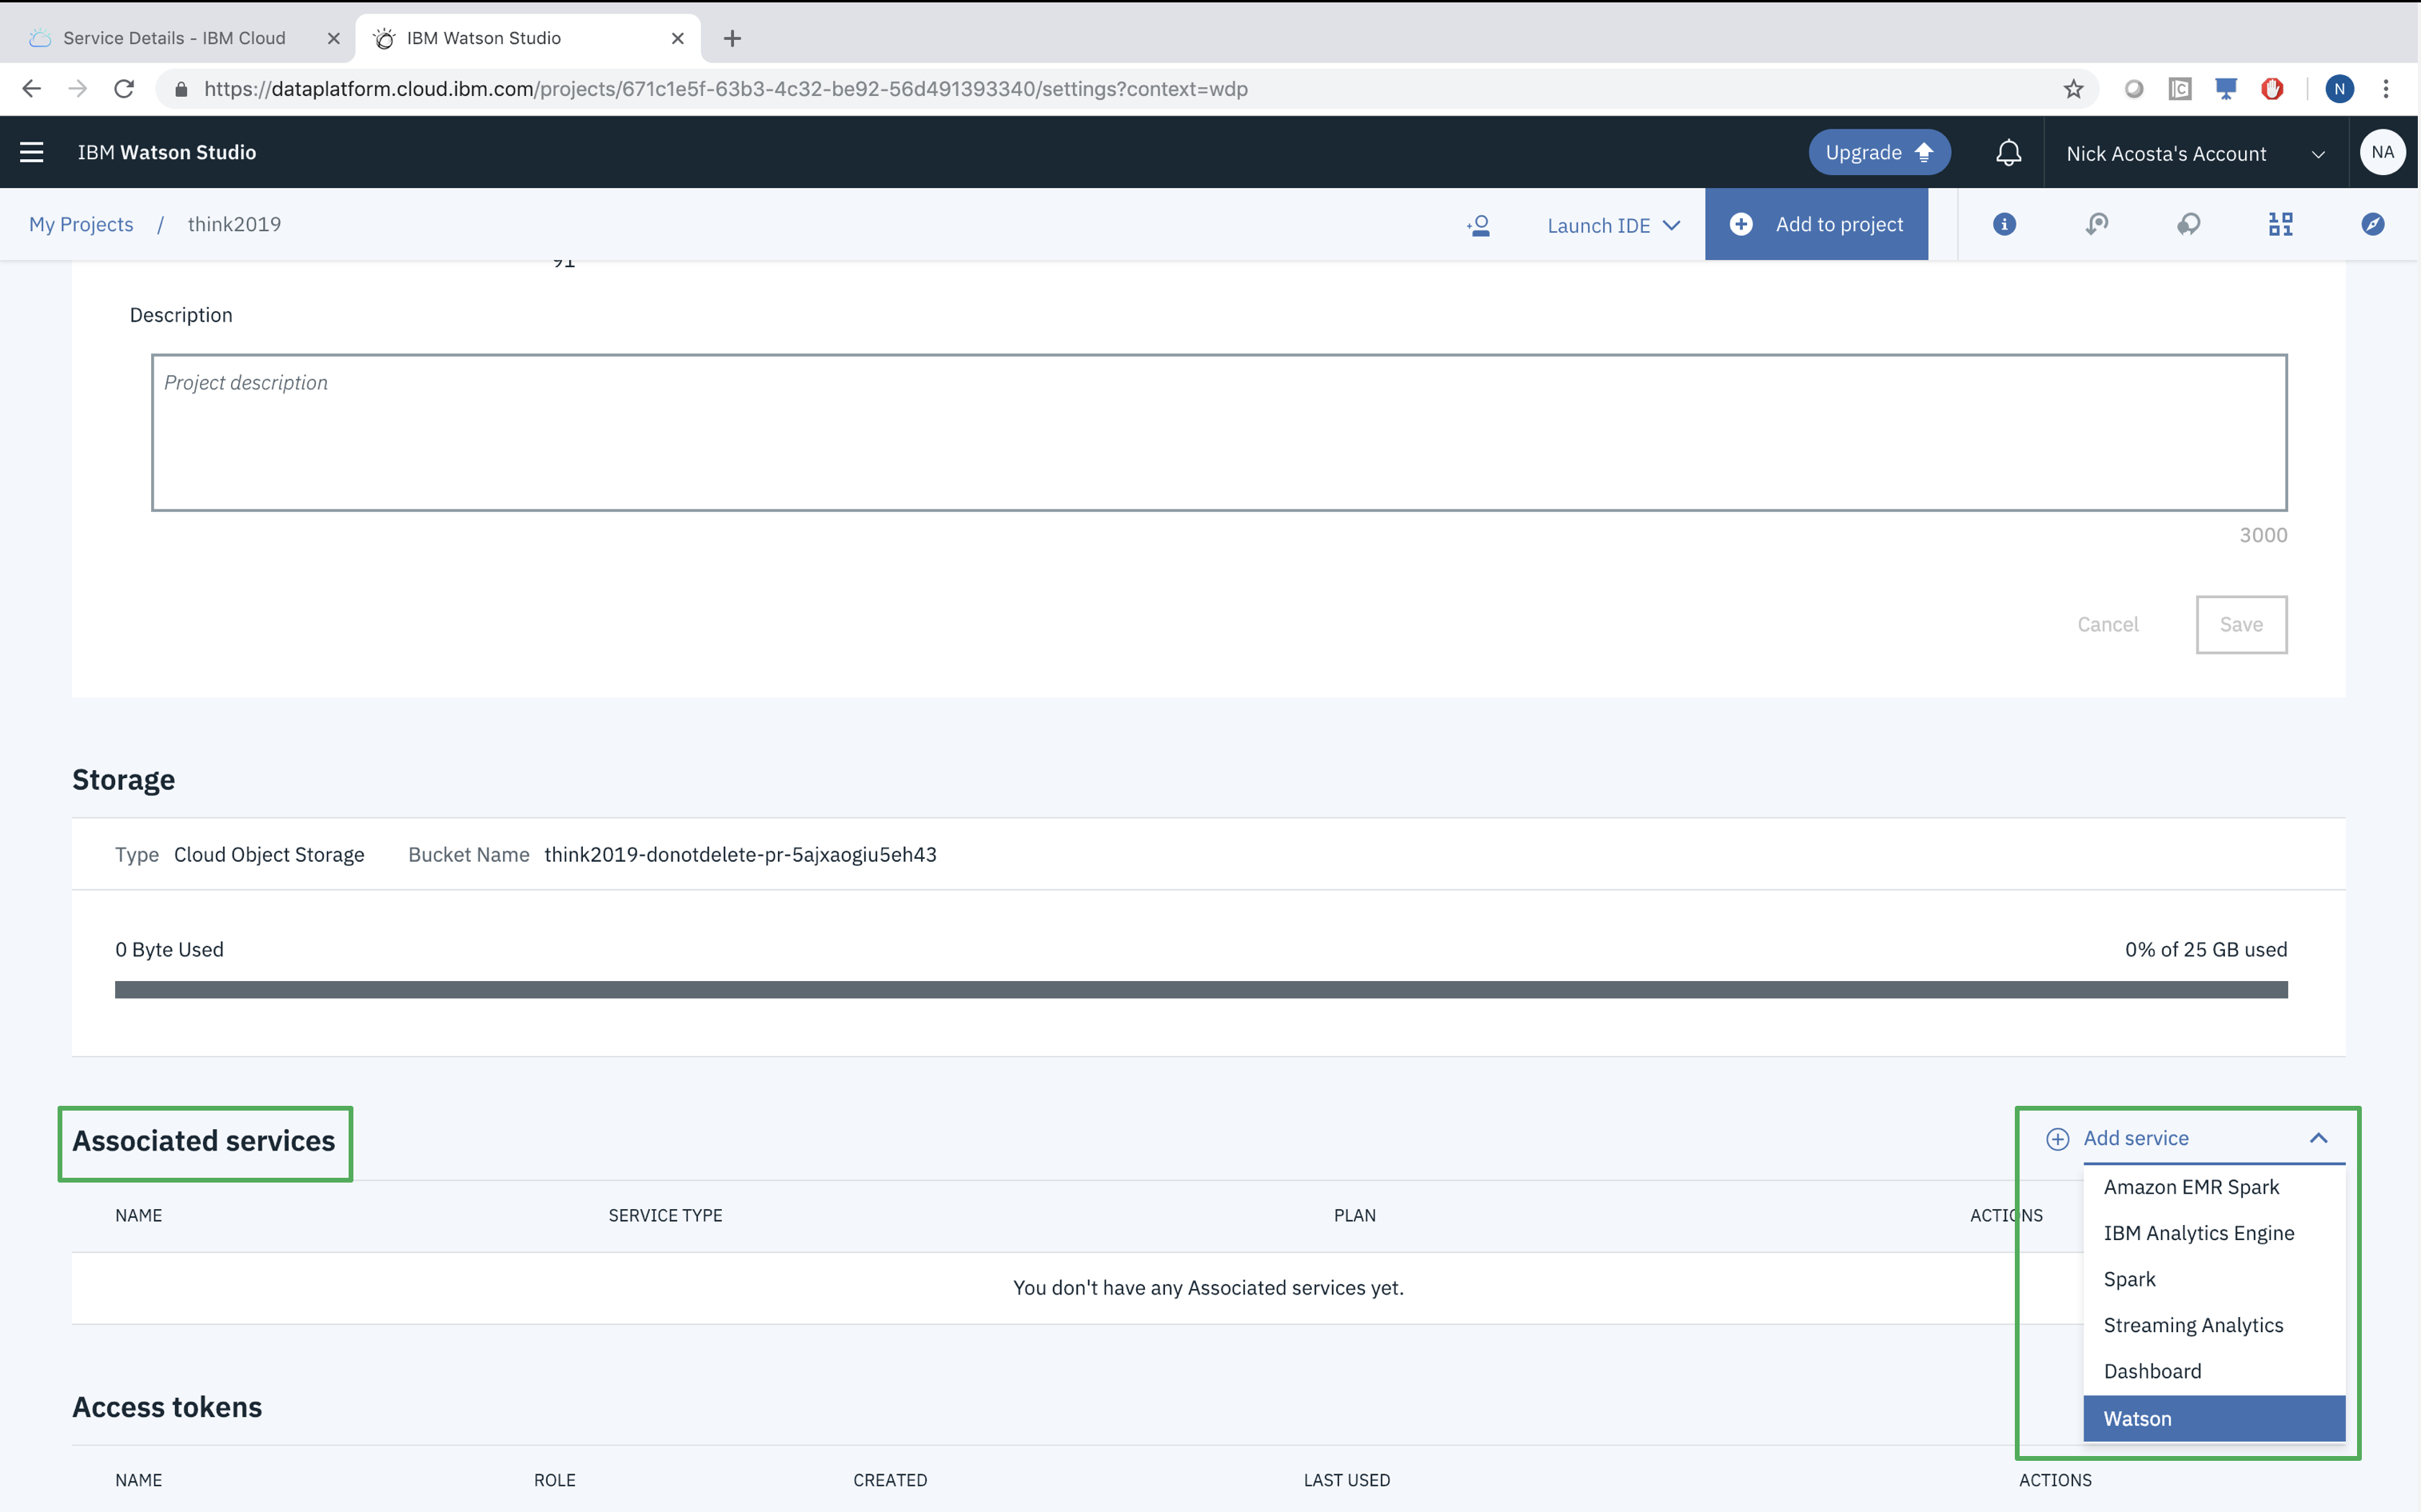 Service Details - IBM Cloud
IBM Watson Studio
https://dataplatform.cloud.ibm.com/projects/671c1e5f-63b3-4c32-be92-56d491393340/settings?context=wdp
N
IBM Watson Studio
Upgrade
Nick Acosta's Account
NA
My Projects / think2019
Launch IDE
Add to project
91
Description
Project description
3000
Cancel
Save
Storage
Type Cloud Object Storage Bucket Name think2019-donotdelete-pr-5ajxaogiu5eh43
0 Byte Used
0% of 25 GB used
Associated services
Add service
NAME SERVICE TYPE PLAN ACTIONS
You don't have any Associated services yet.
Amazon EMR Spark
IBM Analytics Engine
Spark
Streaming Analytics
Dashboard
Watson
Access tokens
NAME ROLE CREATED LAST USED ACTIONS